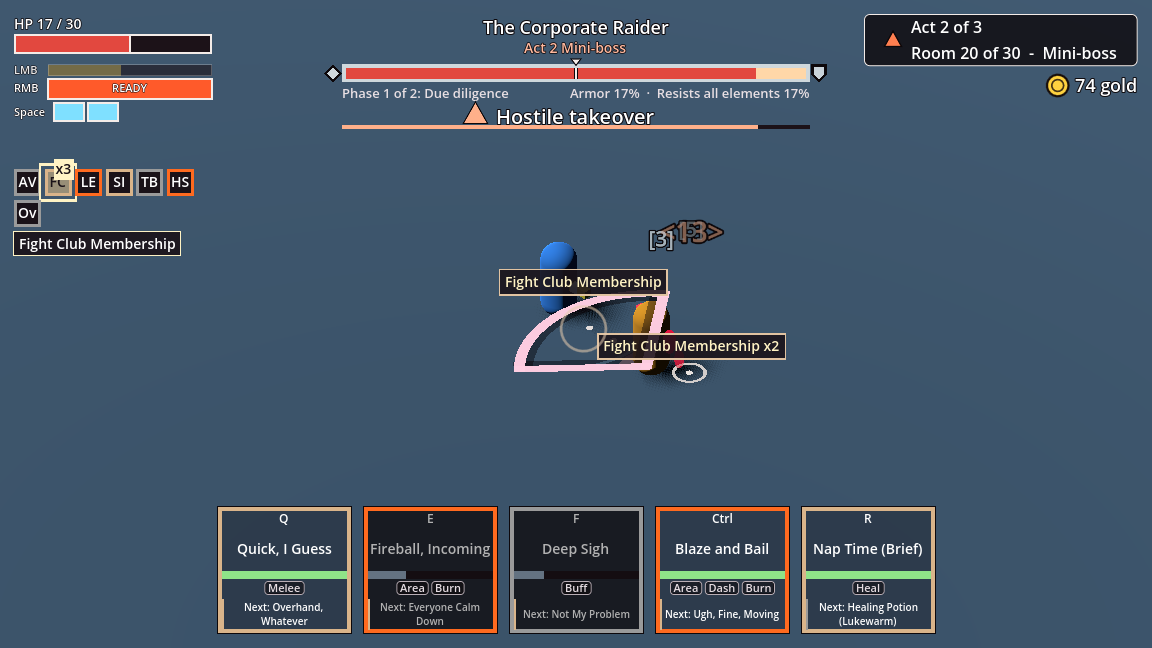 HP 17 / 30
LMB
RMB
READY
Space
x3
AV
FC
LE
SI
TB
HS
Ov
Fight Club Membership
The Corporate Raider
Act 2 Mini-boss
Phase 1 of 2: Due diligence
Armor 17% · Resists all elements 17%
Hostile takeover
Act 2 of 3
Room 20 of 30 - Mini-boss
74 gold
[3]
Fight Club Membership
Fight Club Membership x2
Q
Quick, I Guess
Melee
Next: Overhand,
Whatever
E
Fireball, Incoming
Area
Burn
Next: Everyone Calm
Down
F
Deep Sigh
Buff
Next: Not My Problem
Ctrl
Blaze and Bail
Area
Dash
Burn
Next: Ugh, Fine, Moving
R
Nap Time (Brief)
Heal
Next: Healing Potion
(Lukewarm)